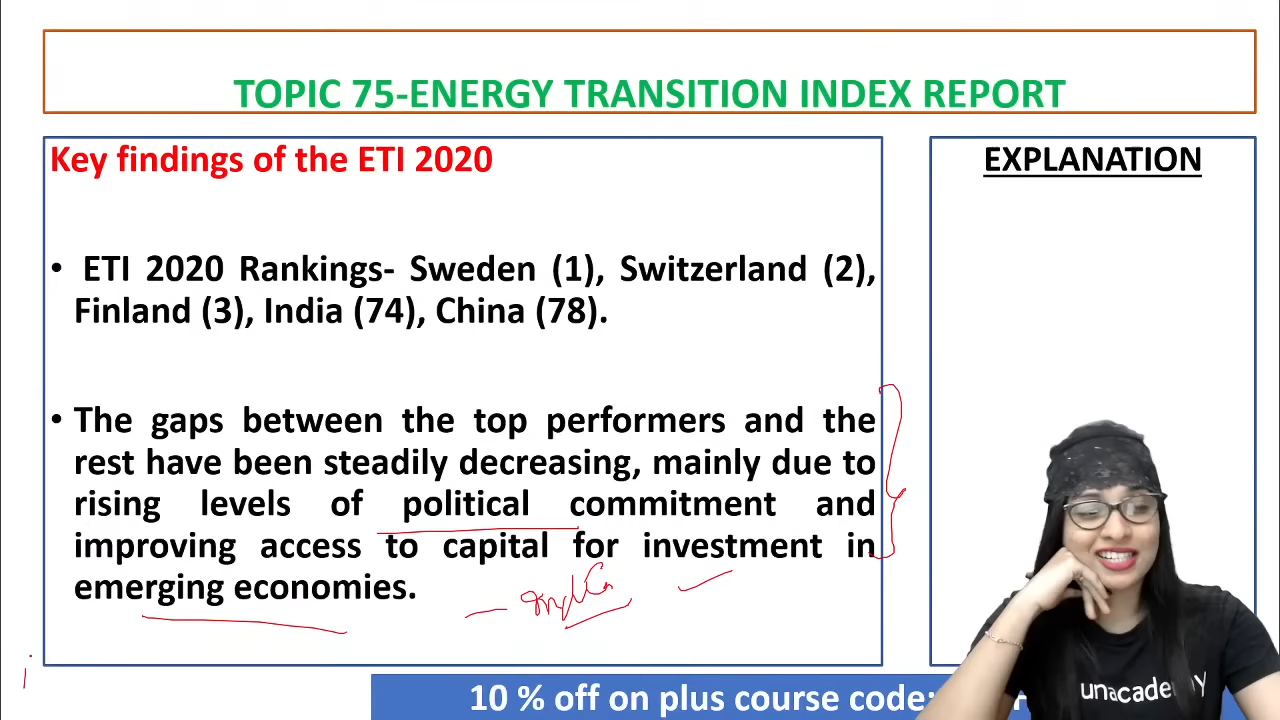 TOPIC 75-ENERGY TRANSITION INDEX REPORT
Key findings of the ETI 2020
• ETI 2020 Rankings- Sweden (1), Switzerland (2),
Finland (3), India (74), China (78).
• The gaps between the top performers and the
rest have been steadily decreasing, mainly due to
rising levels of political commitment and
improving access to capital for investment in
emerging economies.
EXPLANATION
unacademy
10 % off on plus course code: